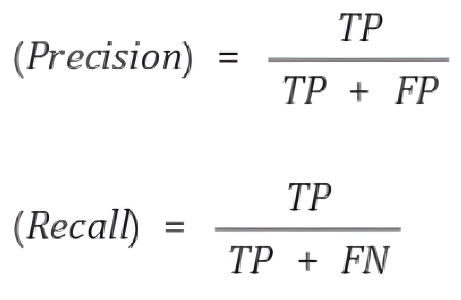 (Precision) = TP / TP + FP
(Recall) = TP / TP + FN